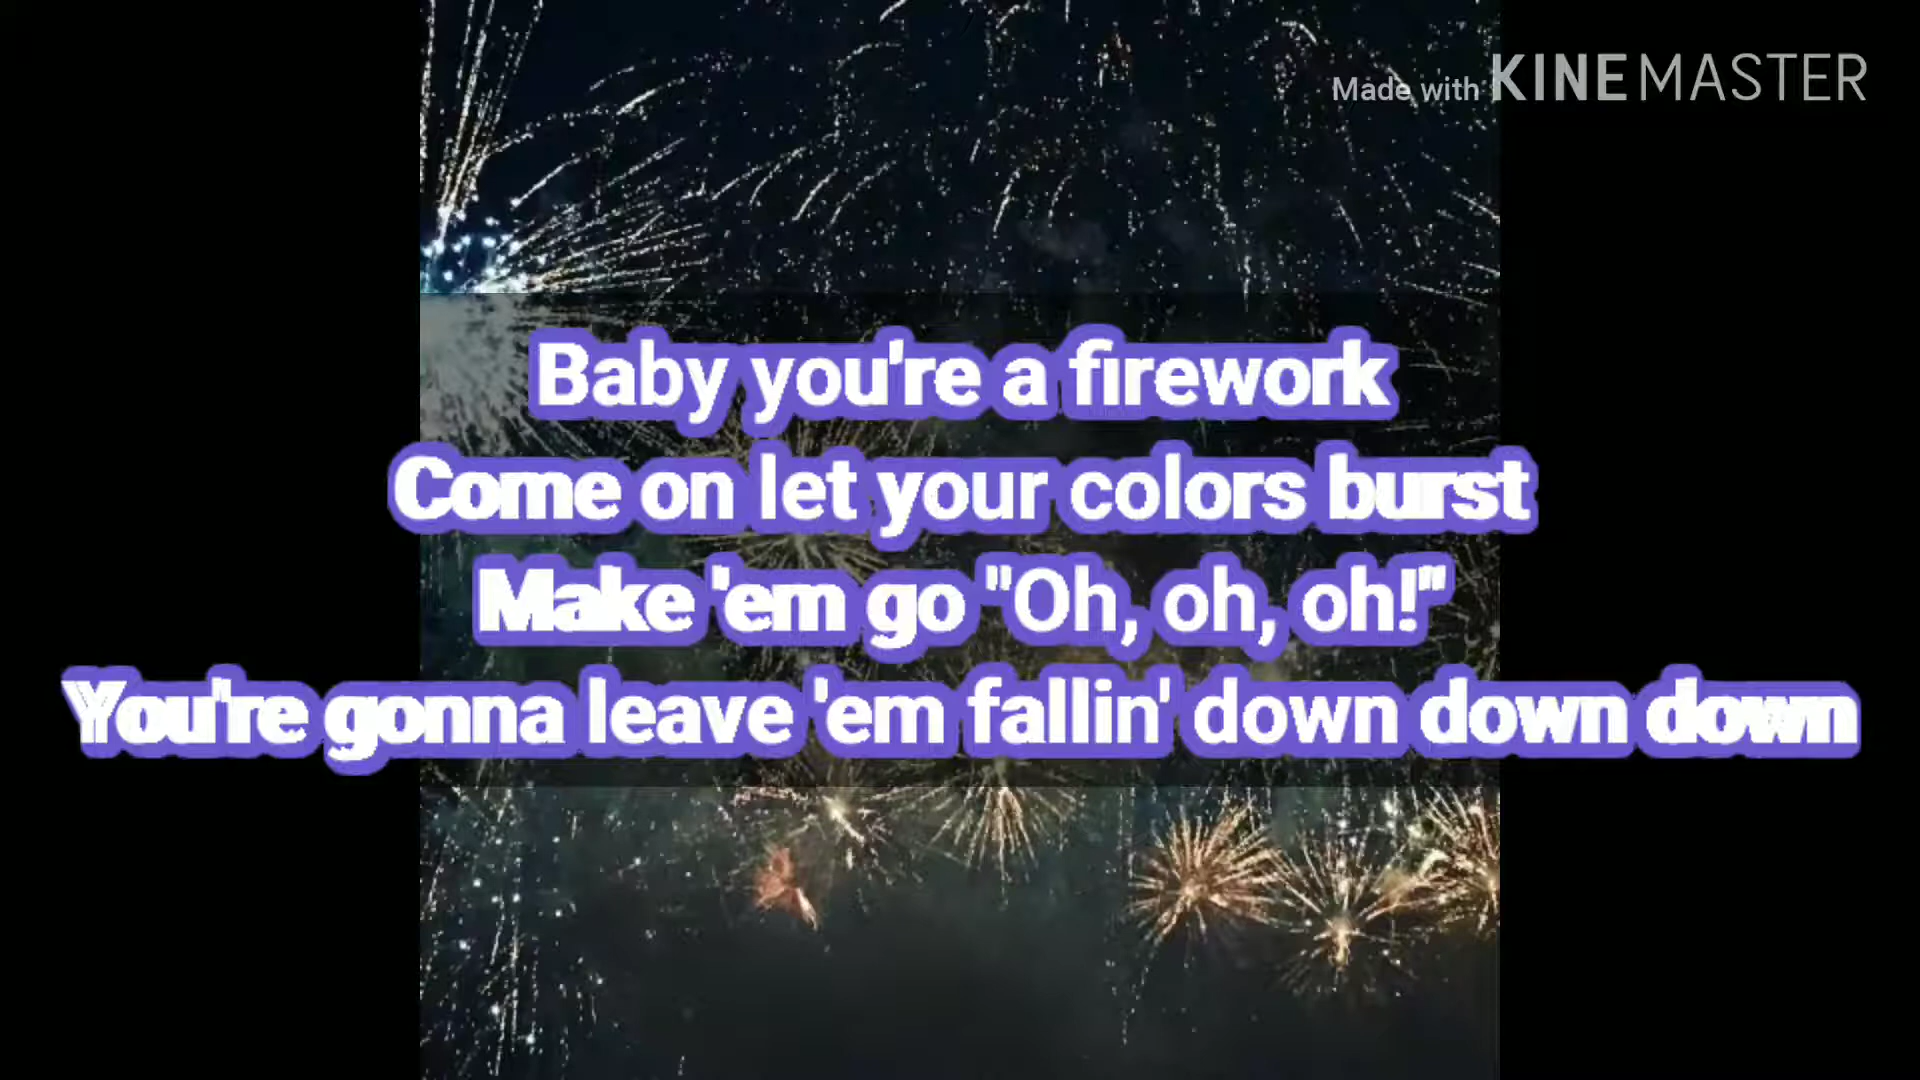 Made with KINEMASTER
Baby you're a firework
Come on let your colors burst
Make 'em go "Oh, oh, oh!"
You're gonna leave 'em fallin' down down down